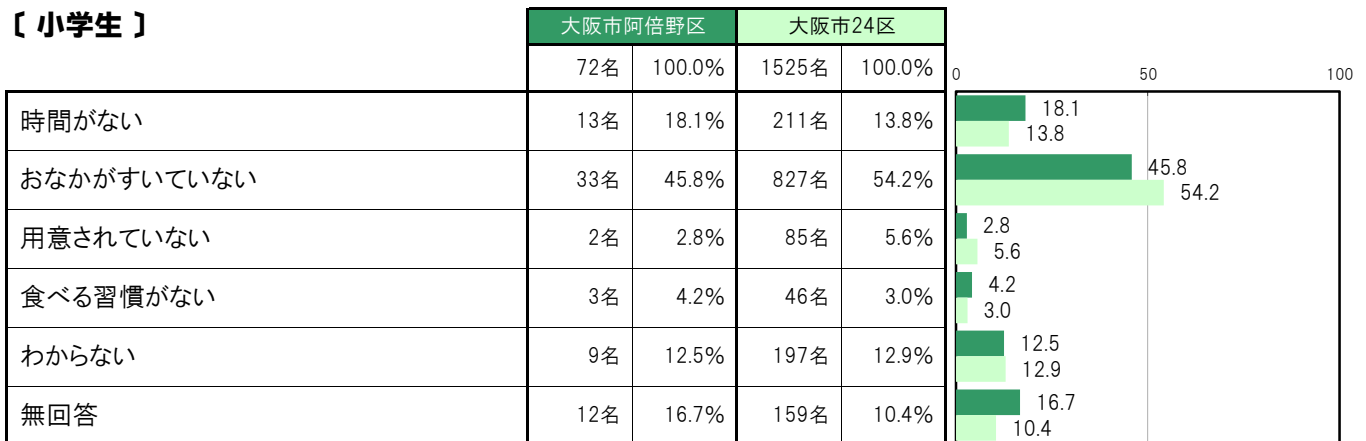 〔 小学生 〕
大阪市阿倍野区 大阪市24区
72名 100.0% 1525名 100.0% 0 50 100
時間がない 13名 18.1% 211名 13.8% 18.1
13.8
おなかがすいていない 33名 45.8% 827名 54.2% 45.8
54.2
用意されていない 2名 2.8% 85名 5.6% 2.8
5.6
食べる習慣がない 3名 4.2% 46名 3.0% 4.2
3.0
わからない 9名 12.5% 197名 12.9% 12.5
12.9
無回答 12名 16.7% 159名 10.4% 16.7
10.4